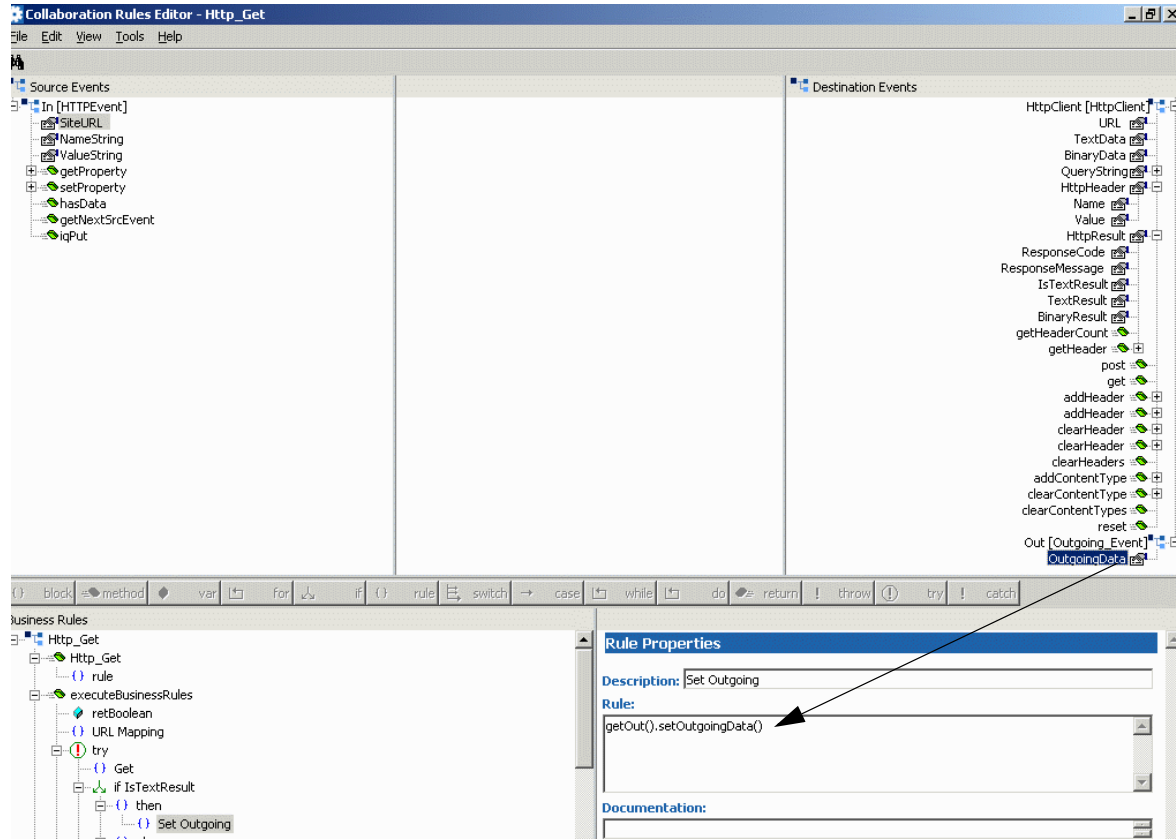 Collaboration Rules Editor - Http_Get
File Edit View Tools Help
Source Events
In [HTTPEvent]
SiteURL
NameString
ValueString
getProperty
setProperty
hasData
getNextSrcEvent
iqPut
Destination Events
HttpClient [HttpClient]
URL
TextData
BinaryData
QueryString
HttpHeader
Name
Value
HttpResult
ResponseCode
ResponseMessage
IsTextResult
TextResult
BinaryResult
getHeaderCount
getHeader
post
get
addHeader
addHeader
clearHeader
clearHeader
clearHeaders
addContentType
clearContentType
clearContentTypes
reset
Out [Outgoing_Event]
OutgoingData
{} block method var for if {} rule switch case while do return ! throw try ! catch
Business Rules
Http_Get
Http_Get
{} rule
executeBusinessRules
retBoolean
{} URL Mapping
try
{} Get
if IsTextResult
{} then
{} Set Outgoing
Rule Properties
Description: Set Outgoing
Rule:
getOut().setOutgoingData()
Documentation: